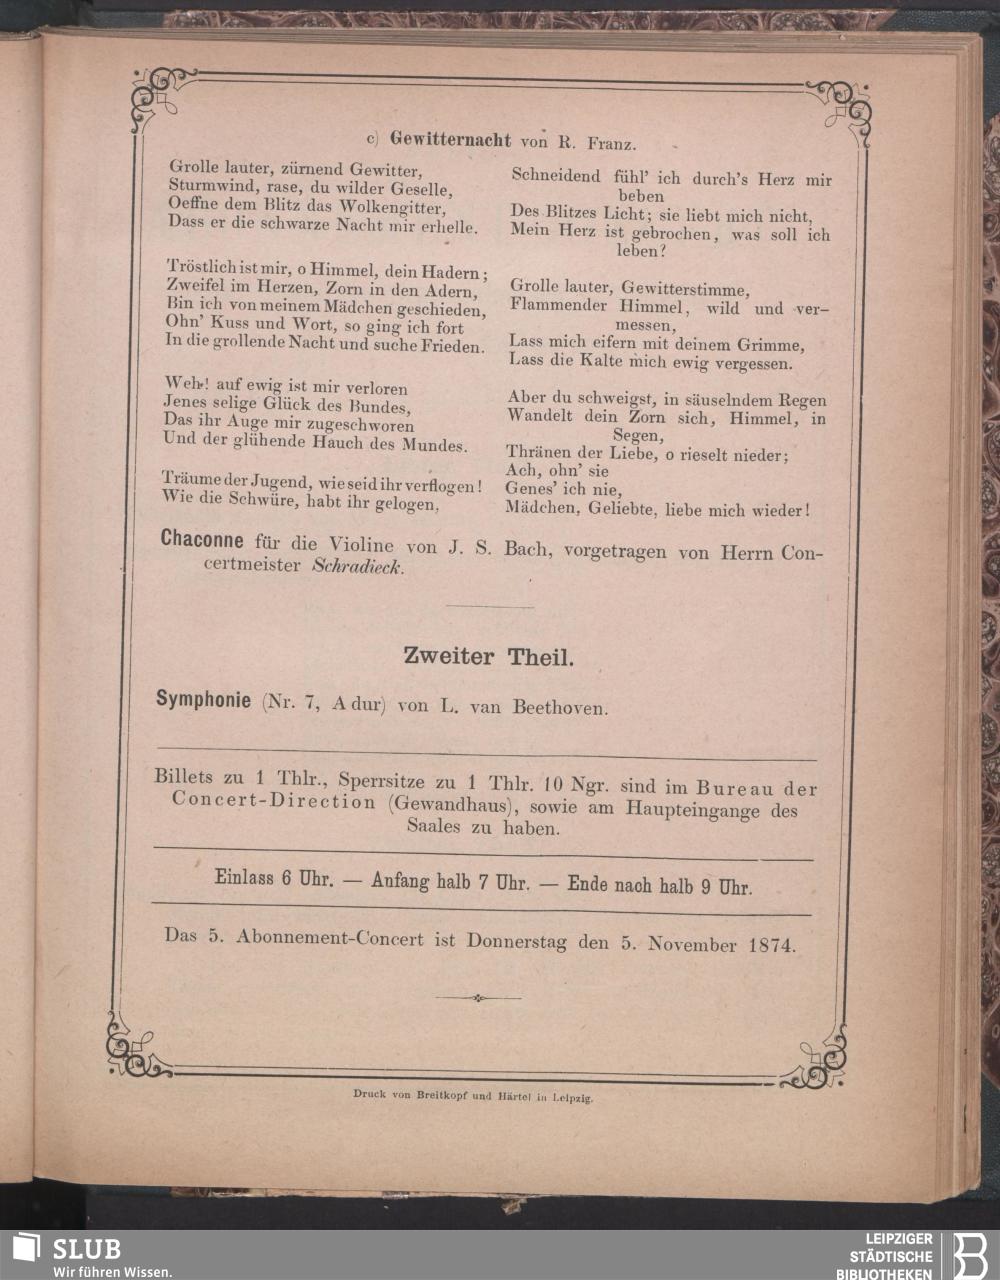 c) Gewitternacht von R. Franz.
Grolle lauter, zürnend Gewitter,
Sturmwind, rase, du wilder Geselle,
Oeffne dem Blitz das Wolkengitter,
Dass er die schwarze Nacht mir erhelle.
Tröstlich ist mir, o Himmel, dein Hadern;
Zweifel im Herzen, Zorn in den Adern,
Bin ich von meinem Mädchen geschieden,
Ohn' Kuss und Wort, so ging ich fort
In die grollende Nacht und suche Frieden.
Weh! auf ewig ist mir verloren
Jenes selige Glück des Bundes,
Das ihr Auge mir zugeschworen
Und der glühende Hauch des Mundes.
Träume der Jugend, wie seid ihr verflogen!
Wie die Schwüre, habt ihr gelogen,
Schneidend fühl' ich durch's Herz mir
beben
Des Blitzes Licht; sie liebt mich nicht,
Mein Herz ist gebrochen, was soll ich
leben?
Grolle lauter, Gewitterstimme,
Flammender Himmel, wild und ver-
messen,
Lass mich eifern mit deinem Grimme,
Lass die Kalte mich ewig vergessen.
Aber du schweigst, in säuselndem Regen
Wandelt dein Zorn sich, Himmel, in
Segen,
Thränen der Liebe, o rieselt nieder;
Ach, ohn' sie
Genes' ich nie,
Mädchen, Geliebte, liebe mich wieder!
Chaconne für die Violine von J. S. Bach, vorgetragen von Herrn Con-
certmeister Schradieck.
Zweiter Theil.
Symphonie (Nr. 7, A dur) von L. van Beethoven.
Billets zu 1 Thlr., Sperrsitze zu 1 Thlr. 10 Ngr. sind im Bureau der
Concert-Direction (Gewandhaus), sowie am Haupteingange des
Saales zu haben.
Einlass 6 Uhr. — Anfang halb 7 Uhr. — Ende nach halb 9 Uhr.
Das 5. Abonnement-Concert ist Donnerstag den 5. November 1874.
Druck von Breitkopf und Härtel in Leipzig.
SLUB
Wir führen Wissen.
LEIPZIGER
STÄDTISCHE
BIBLIOTHEKEN